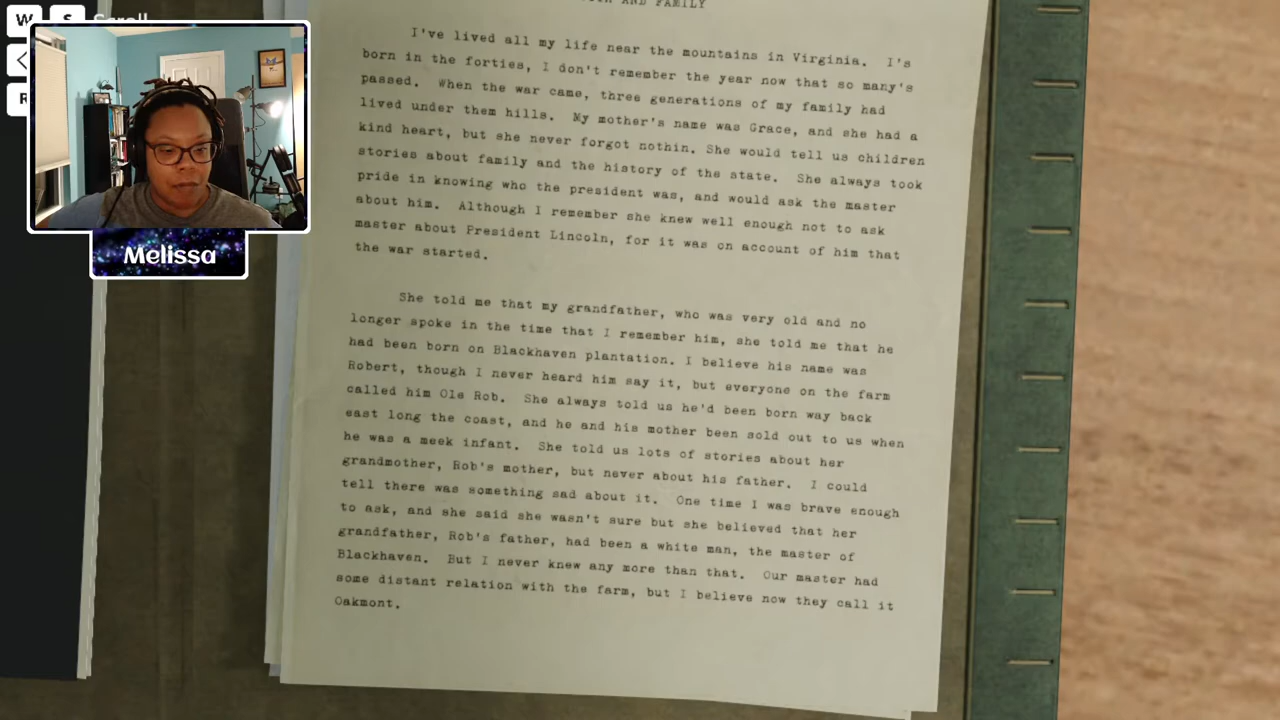 W S Scroll
R
AND FAMILY
I've lived all my life near the mountains in Virginia. I's
born in the forties, I don't remember the year now that so many's
passed. When the war came, three generations of my family had
lived under them hills. My mother's name was Grace, and she had a
kind heart, but she never forgot nothin. She would tell us children
stories about family and the history of the state. She always took
pride in knowing who the president was, and would ask the master
about him. Although I remember she knew well enough not to ask
master about President Lincoln, for it was on account of him that
the war started.
She told me that my grandfather, who was very old and no
longer spoke in the time that I remember him, she told me that he
had been born on Blackhaven plantation. I believe his name was
Robert, though I never heard him say it, but everyone on the farm
called him Ole Rob. She always told us he'd been born way back
east long the coast, and he and his mother been sold out to us when
he was a meek infant. She told us lots of stories about her
grandmother, Rob's mother, but never about his father. I could
tell there was something sad about it. One time I was brave enough
to ask, and she said she wasn't sure but she believed that her
grandfather, Rob's father, had been a white man, the master of
Blackhaven. But I never knew any more than that. Our master had
some distant relation with the farm, but I believe now they call it
Oakmont.
Melissa